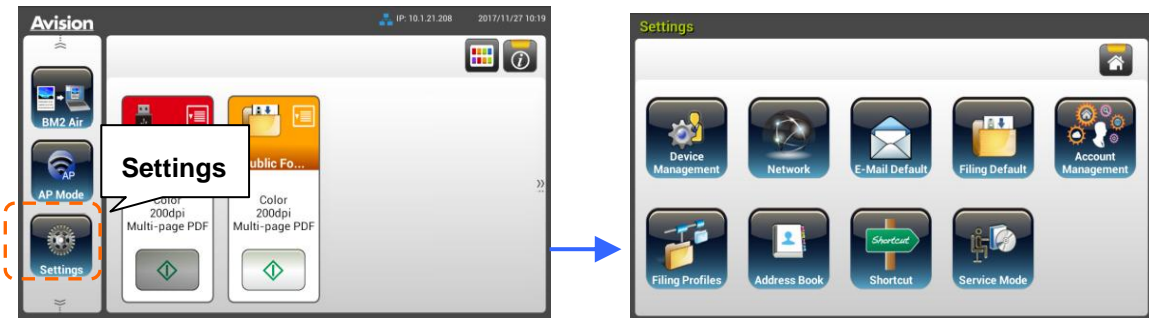 Avision
IP: 10.1.21.208
2017/11/27 10:19
BM2 Air
AP
AP Mode
Settings
Settings
ublic Fo...
Color
200dpi
Multi-page PDF
Color
200dpi
Multi-page PDF
Settings
Device
Management
Network
E-Mail Default
Filing Default
Account
Management
Filing Profiles
Address Book
Shortcut
Shortcut
Service Mode